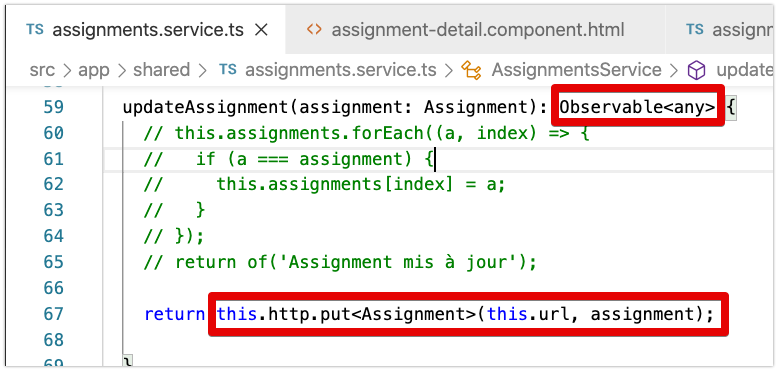 TS assignments.service.ts × <> assignment-detail.component.html TS assignm
src > app > shared > TS assignments.service.ts > AssignmentsService > update
59 updateAssignment(assignment: Assignment): Observable<any> {
60 // this.assignments.forEach((a, index) => {
61 //   if (a === assignment) {
62 //     this.assignments[index] = a;
63 //   }
64 // });
65 // return of('Assignment mis à jour');
66
67 return this.http.put<Assignment>(this.url, assignment);
68
69 }